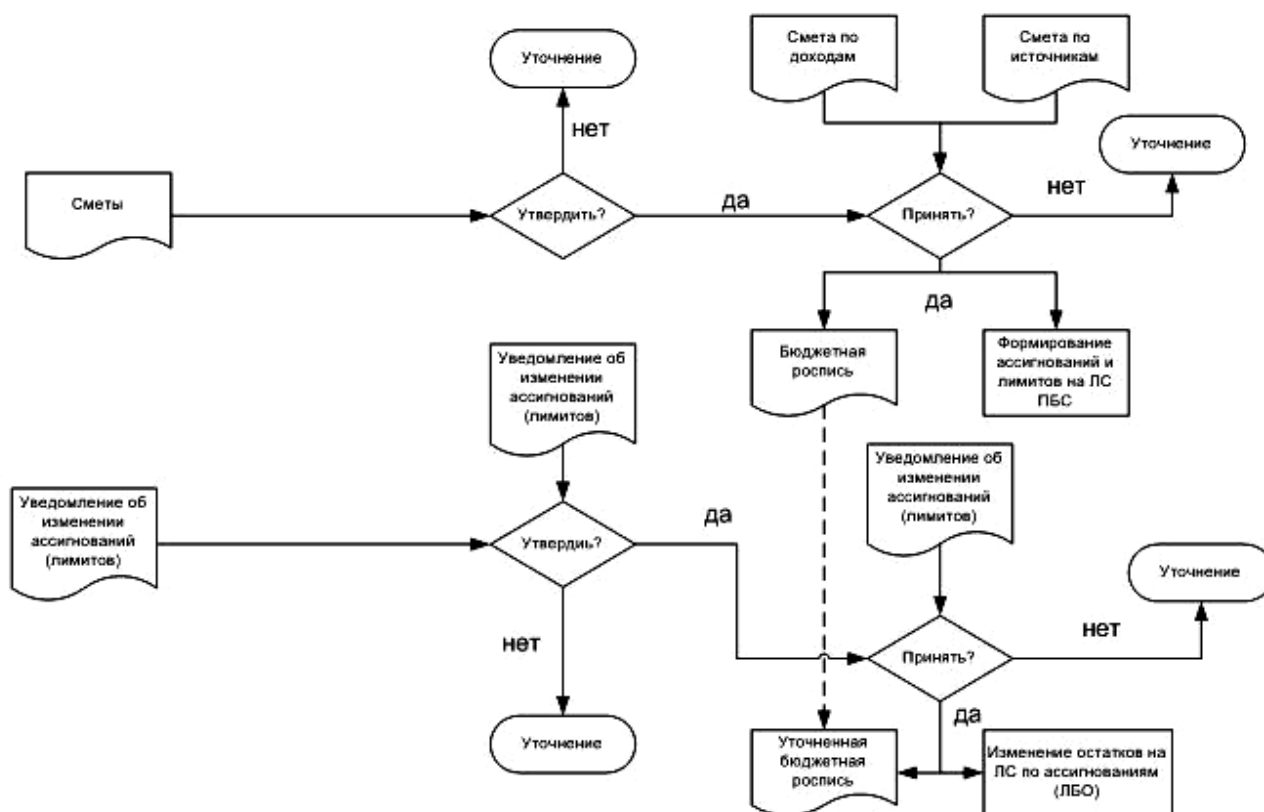 Уточнение
Смета по
доходам
Смета по
источникам
нет
Уточнение
Сметы
Утвердить?
да
Принять?
нет
да
Уведомление об
изменении
ассигнований
(лимитов)
Бюджетная
роспись
Формирование
ассигнований и
лимитов на ЛС
ПБС
Уведомление об
изменении
ассигнований
(лимитов)
Уведомление об
изменении
ассигнований
(лимитов)
Утвердиь?
да
Уточнение
нет
Принять?
нет
да
Уточнение
Уточненная
бюджетная
роспись
Изменение остатков на
ЛС по ассигнованиям
(ЛБО)